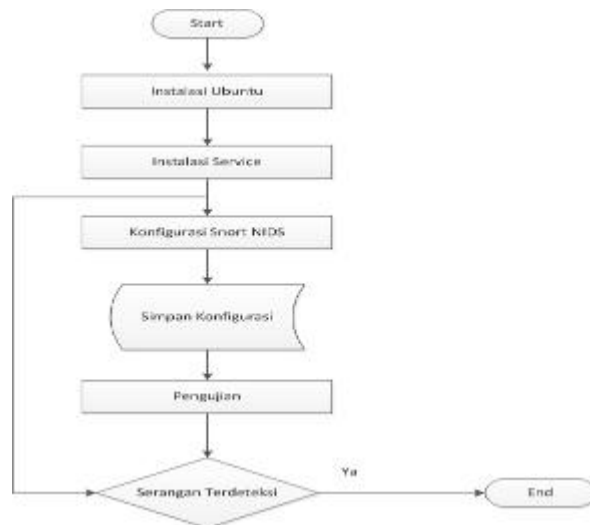 Start
Instalasi Ubuntu
Instalasi Service
Konfigurasi Snort NIDS
Simpan Konfigurasi
Pengujian
Ya
Serangan Terdeteksi
End